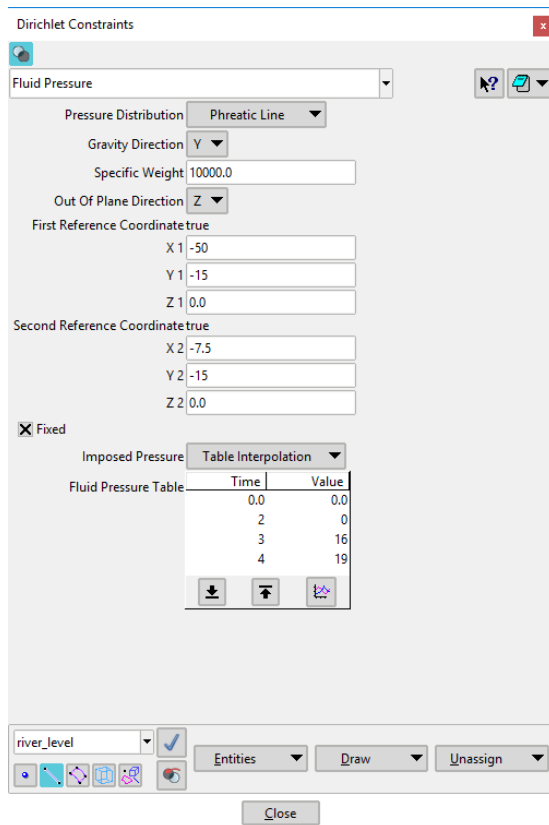 Dirichlet Constraints
x
Fluid Pressure
?
Pressure Distribution Phreatic Line
Gravity Direction Y
Specific Weight 10000.0
Out Of Plane Direction Z
First Reference Coordinate true
X 1 -50
Y 1 -15
Z 1 0.0
Second Reference Coordinate true
X 2 -7.5
Y 2 -15
Z 2 0.0
Fixed
Imposed Pressure Table Interpolation
Fluid Pressure Table Time Value
0.0 0.0
2 0
3 16
4 19
river_level
Entities Draw Unassign
Close